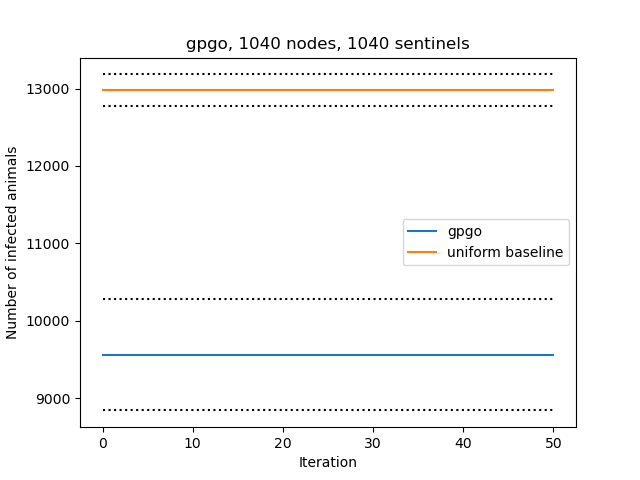 gpgo, 1040 nodes, 1040 sentinels
Number of infected animals
13000
12000
11000
10000
9000
gpgo
uniform baseline
0 10 20 30 40 50
Iteration